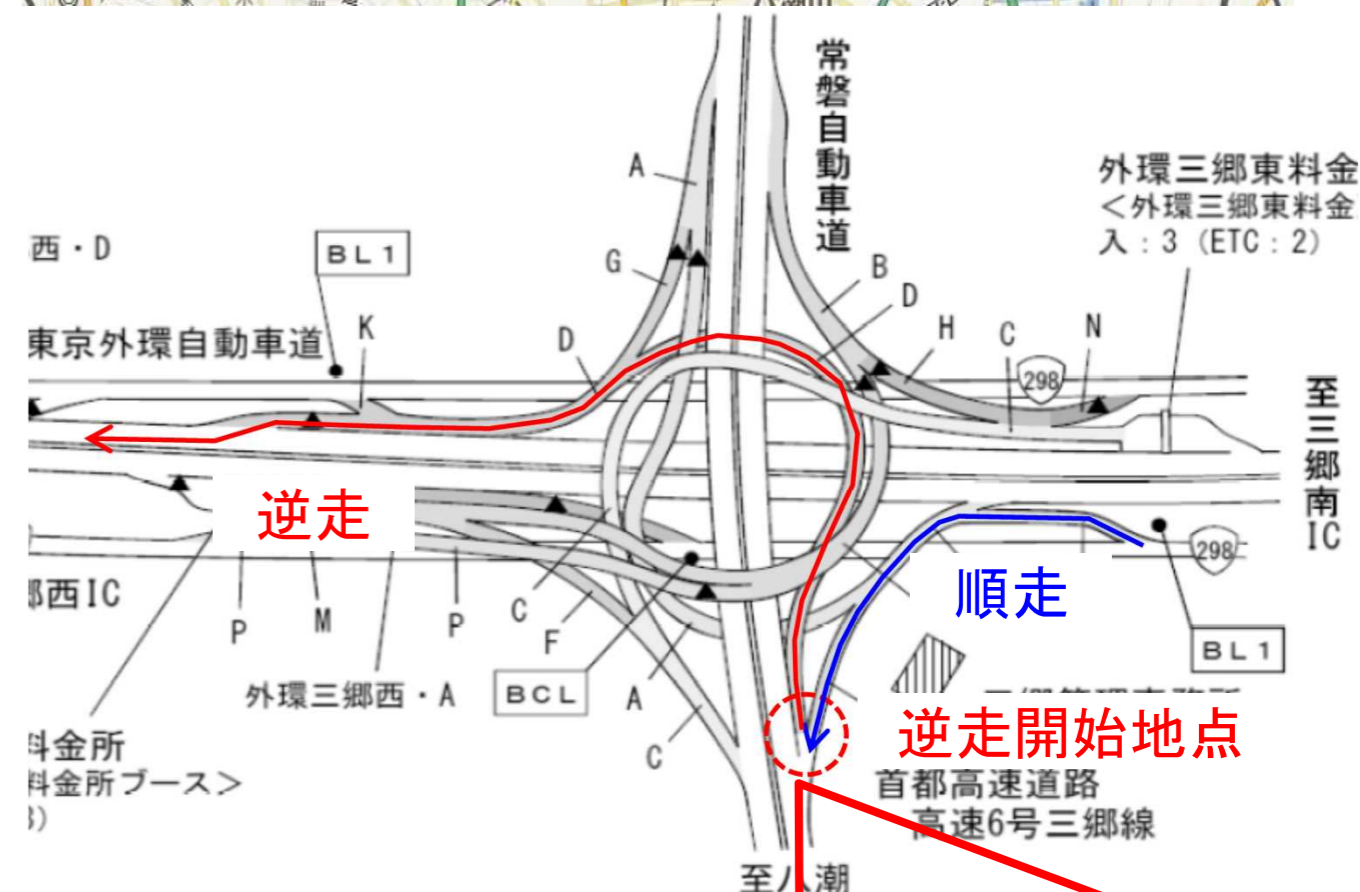 常磐自動車道
外環三郷東料金
<外環三郷東料金
入:3 (ETC:2)
西・D
BL1
A
G
B
D
H
C
N
東京外環自動車道
K
D
298
至三郷南IC
逆走
順走
298
郷西IC
P
M
P
C
F
外環三郷西・A
BCL
A
C
BL1
逆走開始地点
料金所
料金所ブース>
3)
首都高速道路
高速6号三郷線
至八潮